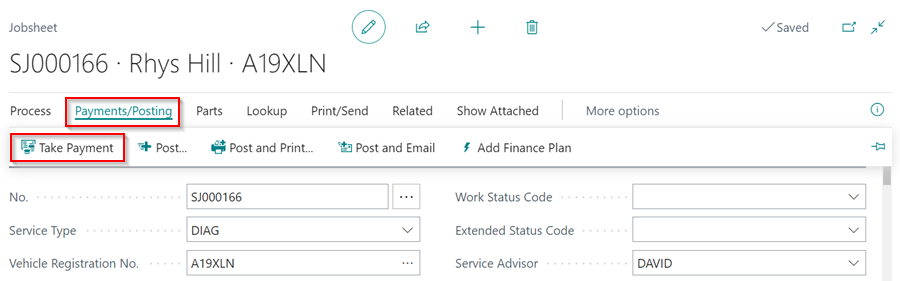 Jobsheet
Saved
SJ000166 · Rhys Hill · A19XLN
Process Payments/Posting Parts Lookup Print/Send Related Show Attached More options
Take Payment Post... Post and Print... Post and Email Add Finance Plan
No. SJ000166 ... Work Status Code
Service Type DIAG Extended Status Code
Vehicle Registration No. A19XLN ... Service Advisor DAVID